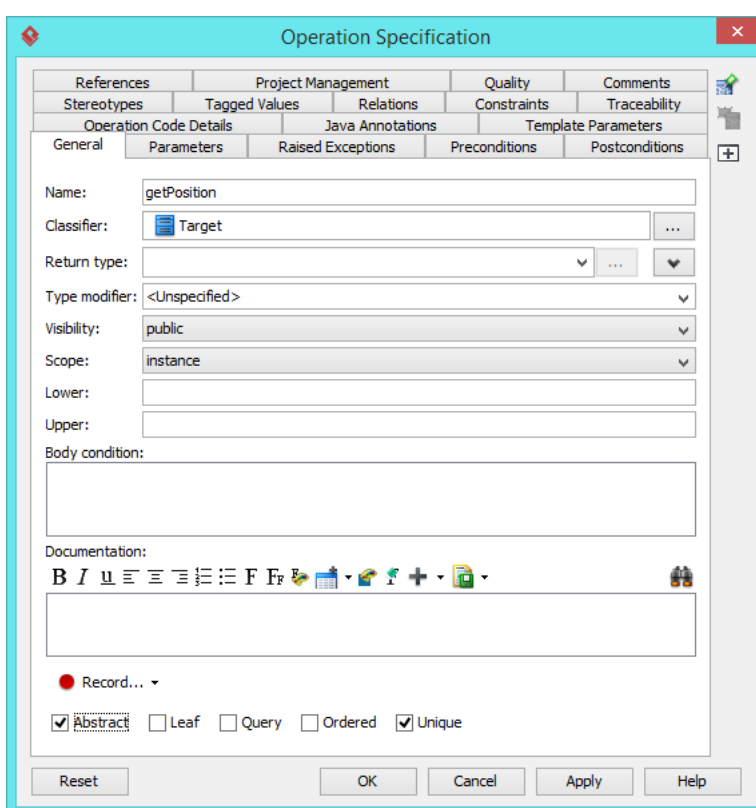 Operation Specification
References Project Management Quality Comments
Stereotypes Tagged Values Relations Constraints Traceability
Operation Code Details Java Annotations Template Parameters
General Parameters Raised Exceptions Preconditions Postconditions
Name: getPosition
Classifier: Target ...
Return type: ...
Type modifier: <Unspecified>
Visibility: public
Scope: instance
Lower:
Upper:
Body condition:
Documentation:
B I u F FF
Record...
Abstract Leaf Query Ordered Unique
Reset OK Cancel Apply Help